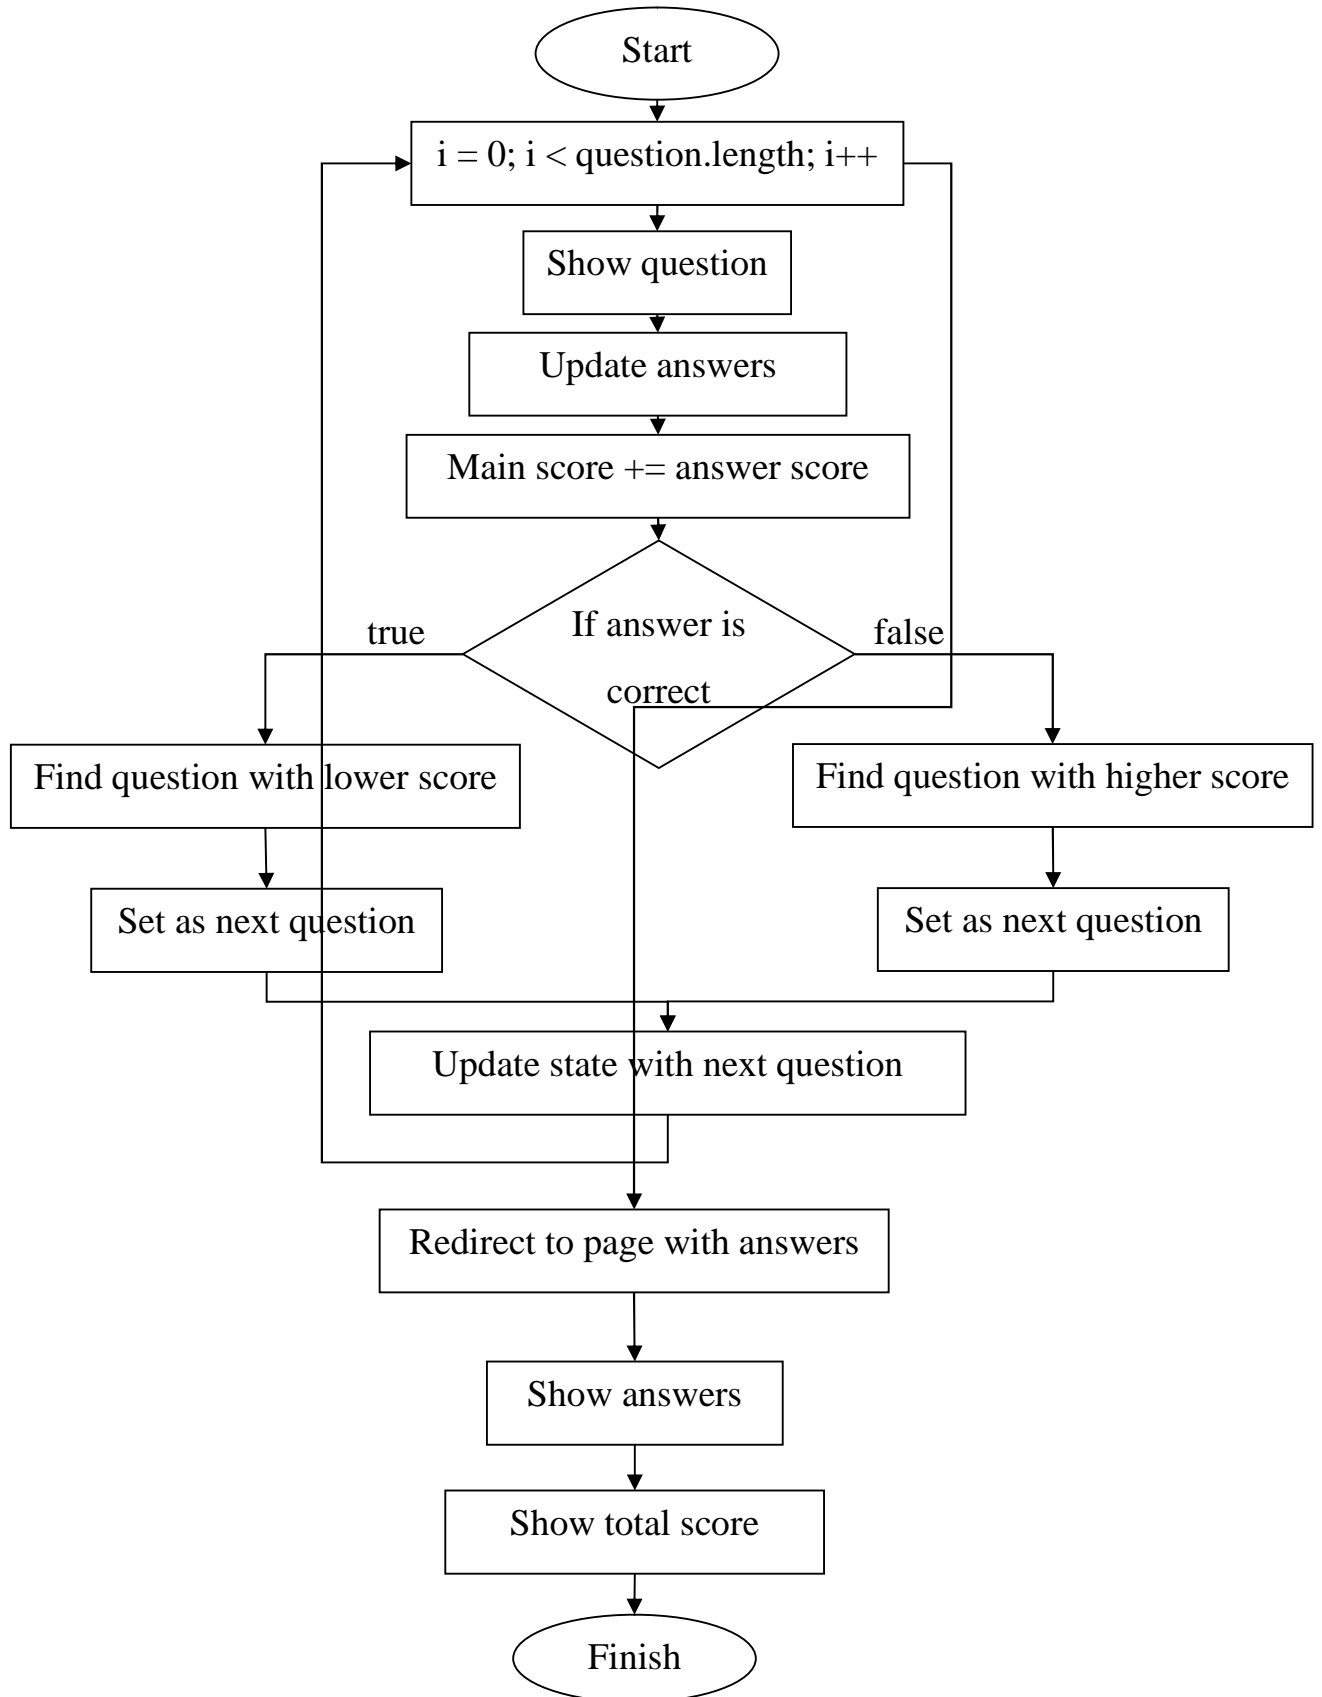 Start
i = 0; i < question.length; i++
Show question
Update answers
Main score += answer score
If answer is
true
false
correct
Find question with lower score
Find question with higher score
Set as next question
Set as next question
Update state with next question
Redirect to page with answers
Show answers
Show total score
Finish